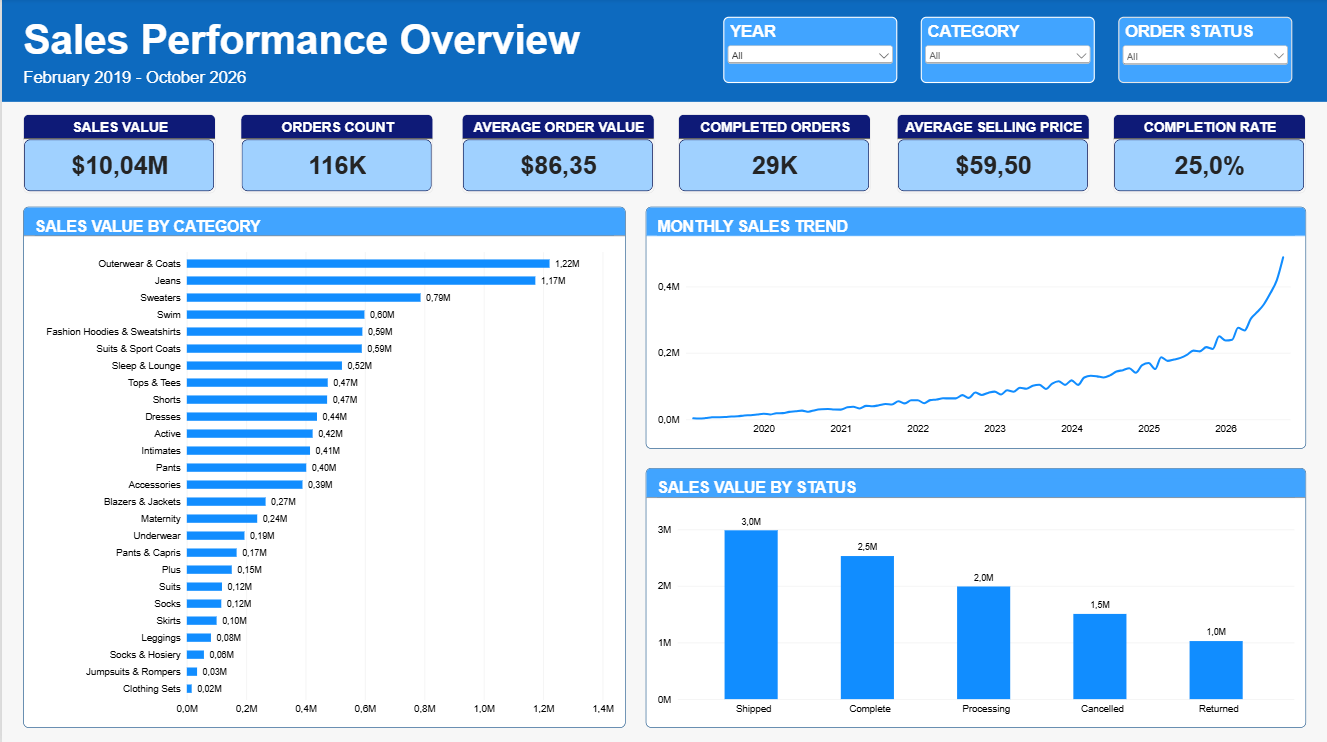 Sales Performance Overview
February 2019 - October 2026
YEAR
All
CATEGORY
All
ORDER STATUS
All
SALES VALUE
$10,04M
ORDERS COUNT
116K
AVERAGE ORDER VALUE
$86,35
COMPLETED ORDERS
29K
AVERAGE SELLING PRICE
$59,50
COMPLETION RATE
25,0%
SALES VALUE BY CATEGORY
Outerwear & Coats 1,22M
Jeans 1,17M
Sweaters 0,79M
Swim 0,60M
Fashion Hoodies & Sweatshirts 0,59M
Suits & Sport Coats 0,59M
Sleep & Lounge 0,52M
Tops & Tees 0,47M
Shorts 0,47M
Dresses 0,44M
Active 0,42M
Intimates 0,41M
Pants 0,40M
Accessories 0,39M
Blazers & Jackets 0,27M
Maternity 0,24M
Underwear 0,19M
Pants & Capris 0,17M
Plus 0,15M
Suits 0,12M
Socks 0,12M
Skirts 0,10M
Leggings 0,08M
Socks & Hosiery 0,06M
Jumpsuits & Rompers 0,03M
Clothing Sets 0,02M
0,0M 0,2M 0,4M 0,6M 0,8M 1,0M 1,2M 1,4M
MONTHLY SALES TREND
0,4M
0,2M
0,0M
2020 2021 2022 2023 2024 2025 2026
SALES VALUE BY STATUS
3M
2M
1M
0M
3,0M 2,5M 2,0M 1,5M 1,0M
Shipped Complete Processing Cancelled Returned